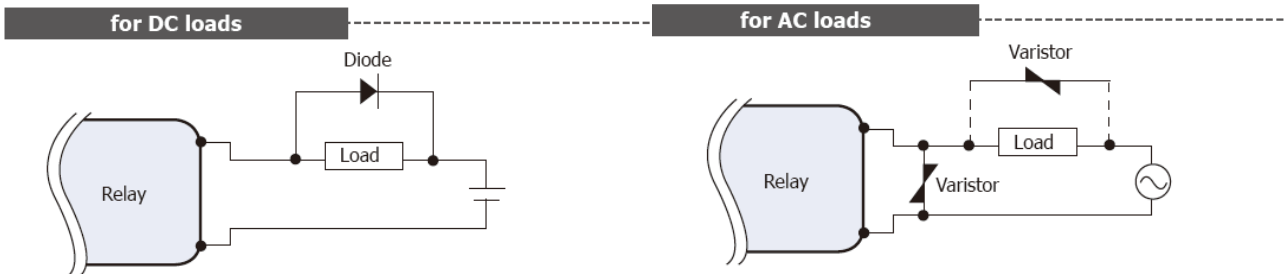 for DC loads
Diode
Load
Relay
for AC loads
Varistor
Load
Relay
Varistor